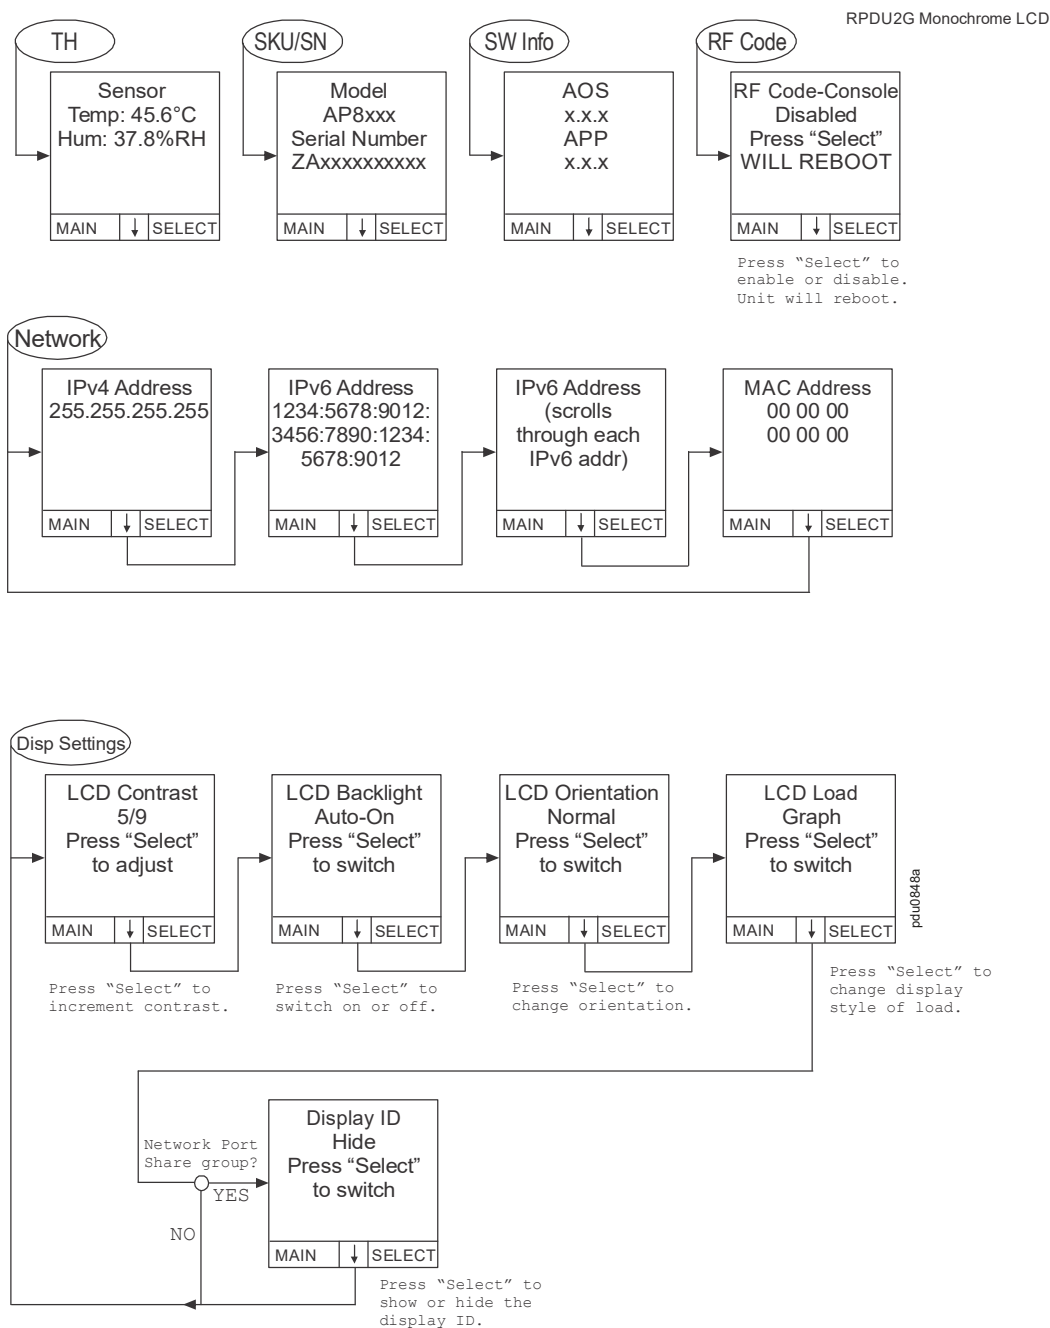 RPDU2G Monochrome LCD
TH
Sensor
Temp: 45.6°C
Hum: 37.8%RH
MAIN ↓ SELECT
SKU/SN
Model
AP8xxx
Serial Number
ZAxxxxxxxxxx
MAIN ↓ SELECT
SW Info
AOS
x.x.x
APP
x.x.x
MAIN ↓ SELECT
RF Code
RF Code-Console
Disabled
Press “Select”
WILL REBOOT
MAIN ↓ SELECT
Press “Select” to
enable or disable.
Unit will reboot.
Network
IPv4 Address
255.255.255.255
MAIN ↓ SELECT
IPv6 Address
1234:5678:9012:
3456:7890:1234:
5678:9012
MAIN ↓ SELECT
IPv6 Address
(scrolls
through each
IPv6 addr)
MAIN ↓ SELECT
MAC Address
00 00 00
00 00 00
MAIN ↓ SELECT
Disp Settings
LCD Contrast
5/9
Press “Select”
to adjust
MAIN ↓ SELECT
Press “Select” to
increment contrast.
LCD Backlight
Auto-On
Press “Select”
to switch
MAIN ↓ SELECT
Press “Select” to
switch on or off.
LCD Orientation
Normal
Press “Select”
to switch
MAIN ↓ SELECT
Press “Select” to
change orientation.
LCD Load
Graph
Press “Select”
to switch
MAIN ↓ SELECT
Press “Select” to
change display
style of load.
pdu0848a
Network Port
Share group?
YES
NO
Display ID
Hide
Press “Select”
to switch
MAIN ↓ SELECT
Press “Select” to
show or hide the
display ID.